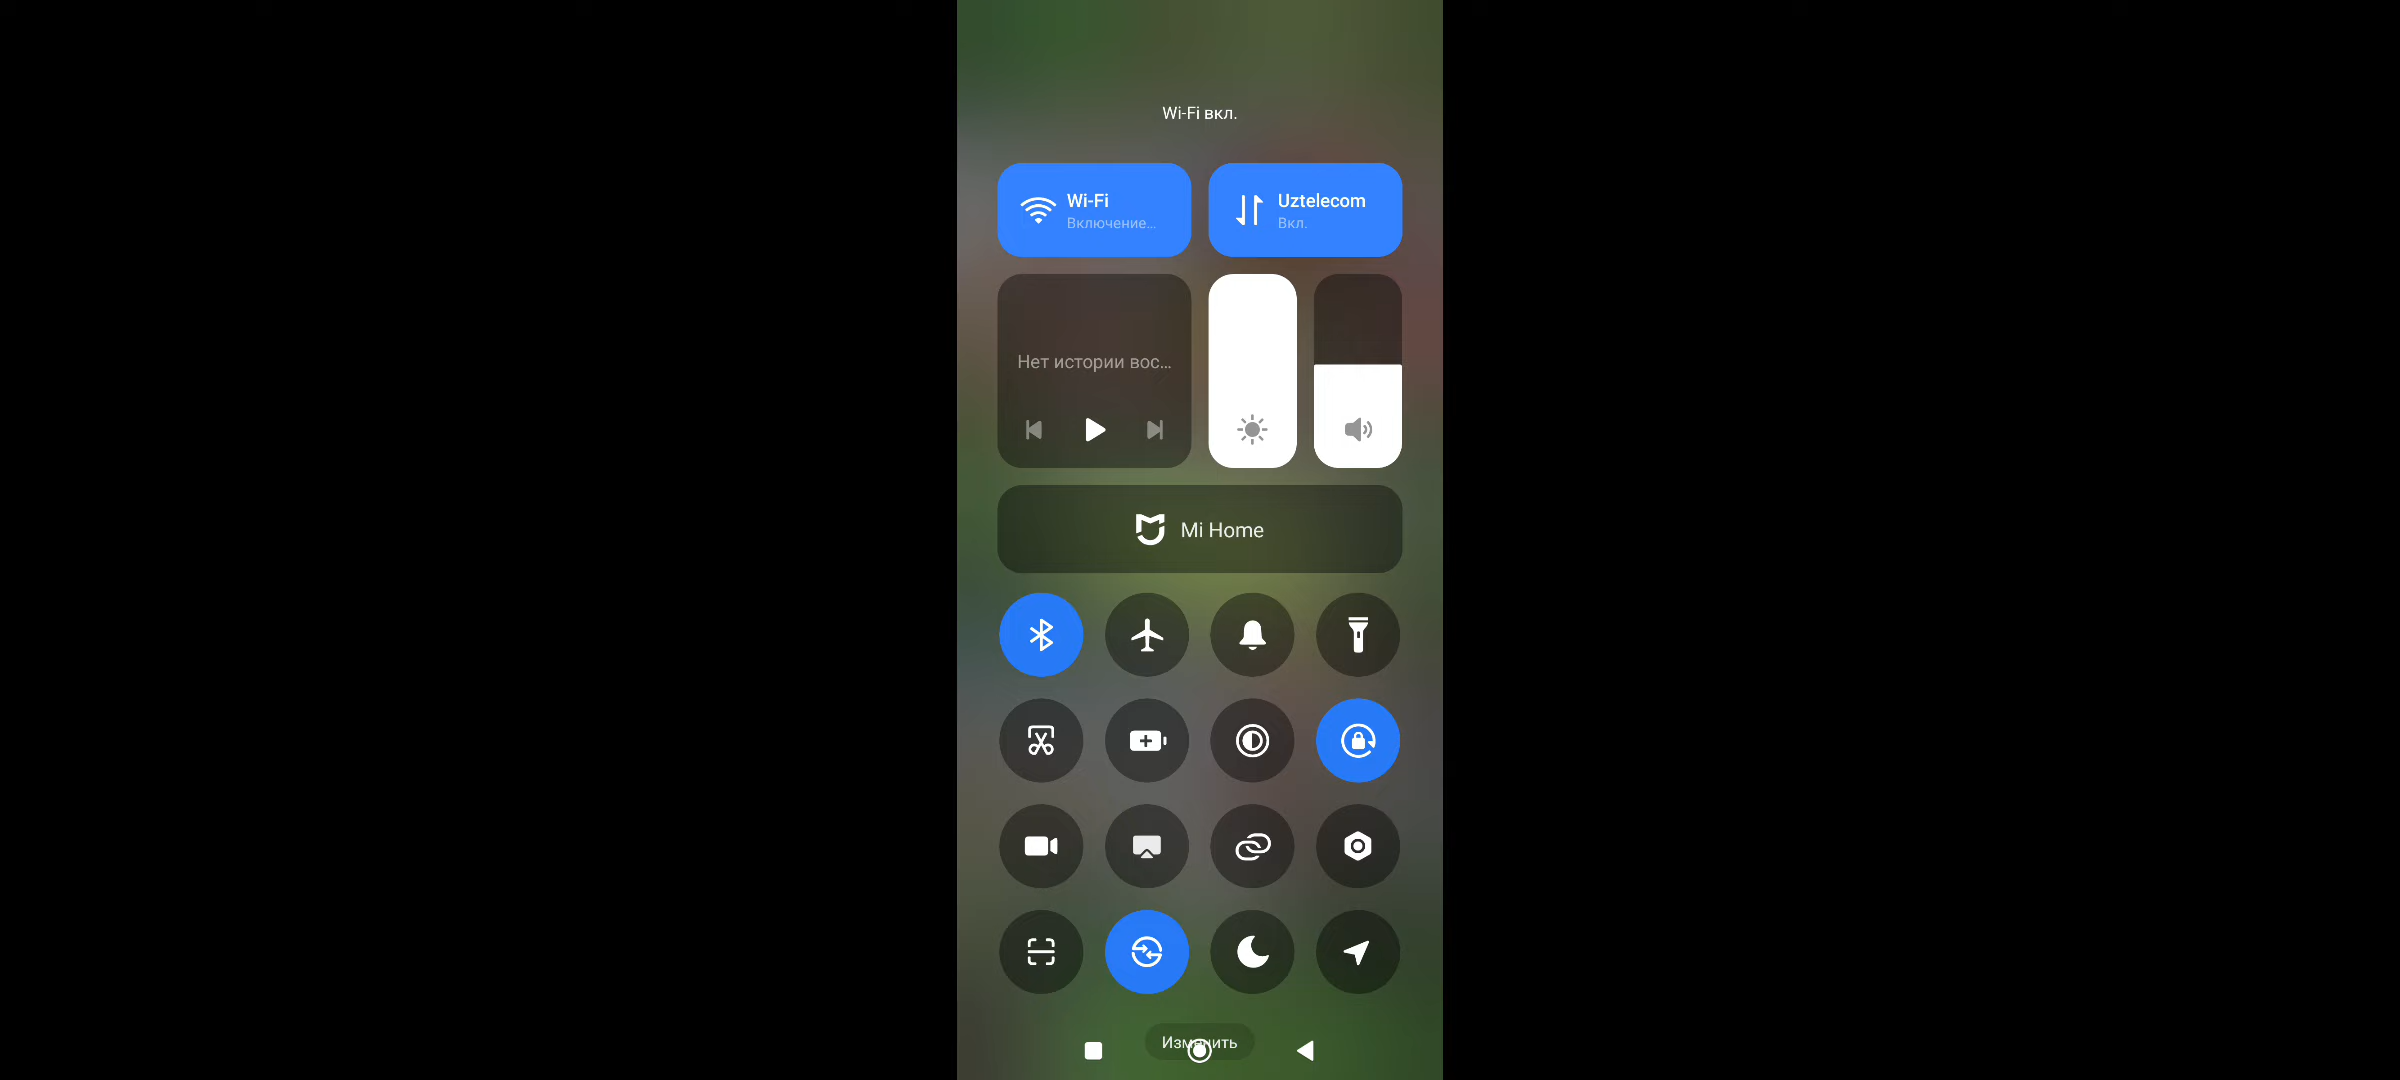 Wi-Fi вкл.
Wi-Fi
Включение...
Uztelecom
Вкл.
Нет истории вос...
Mi Home
Изменить